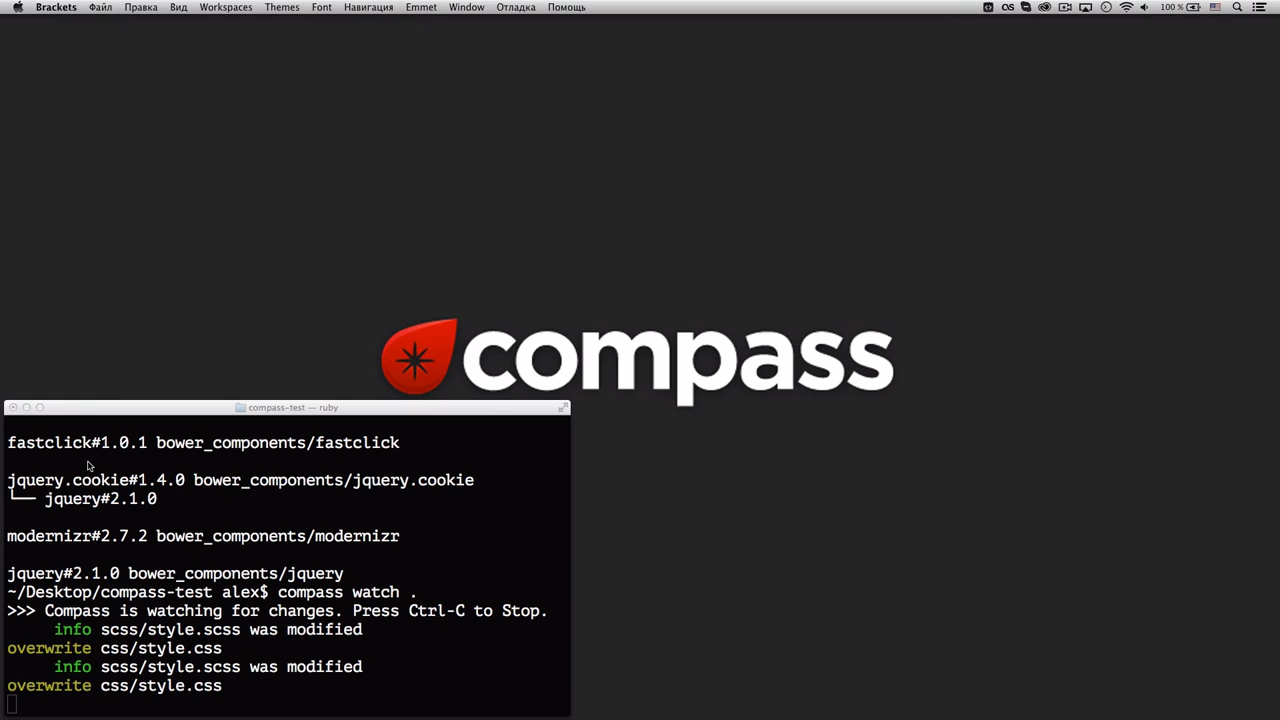 Brackets Файл Правка Вид Workspaces Themes Font Навигация Emmet Window Отладка Помощь 100 %
compass
compass-test — ruby
fastclick#1.0.1 bower_components/fastclick
jquery.cookie#1.4.0 bower_components/jquery.cookie
└── jquery#2.1.0
modernizr#2.7.2 bower_components/modernizr
jquery#2.1.0 bower_components/jquery
~/Desktop/compass-test alex$ compass watch .
>>> Compass is watching for changes. Press Ctrl-C to Stop.
info scss/style.scss was modified
overwrite css/style.css
info scss/style.scss was modified
overwrite css/style.css